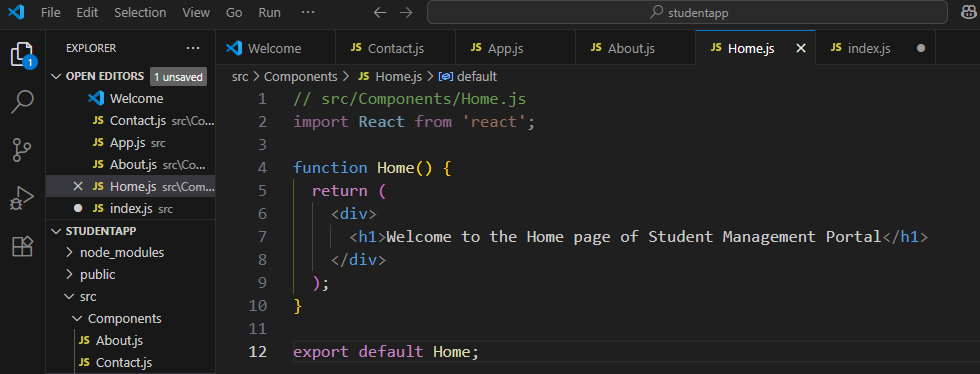 File Edit Selection View Go Run ··· ← → studentapp
EXPLORER ···
OPEN EDITORS 1 unsaved
Welcome
JS Contact.js src\Co...
JS App.js src
JS About.js src\Co...
× JS Home.js src\Com...
● JS index.js src
STUDENTAPP
> node_modules
> public
src
Components
JS About.js
JS Contact.js
1
Welcome JS Contact.js JS App.js JS About.js JS Home.js × JS index.js ●
src > Components > JS Home.js > default
1 // src/Components/Home.js
2 import React from 'react';
3
4 function Home() {
5 return (
6 <div>
7 <h1>Welcome to the Home page of Student Management Portal</h1>
8 </div>
9 );
10 }
11
12 export default Home;